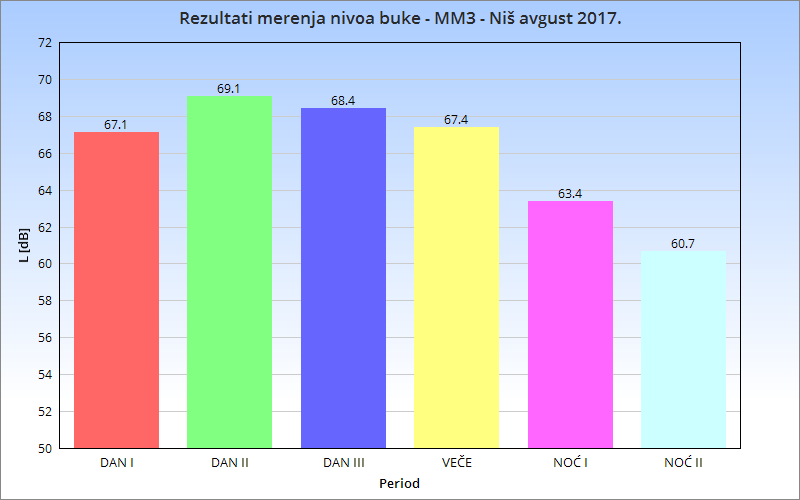 Rezultati merenja nivoa buke - MM3 - Niš avgust 2017.
72
70
68
66
64
62
60
58
56
54
52
50
L [dB]
67.1
69.1
68.4
67.4
63.4
60.7
DAN I
DAN II
DAN III
VEČE
NOĆ I
NOĆ II
Period